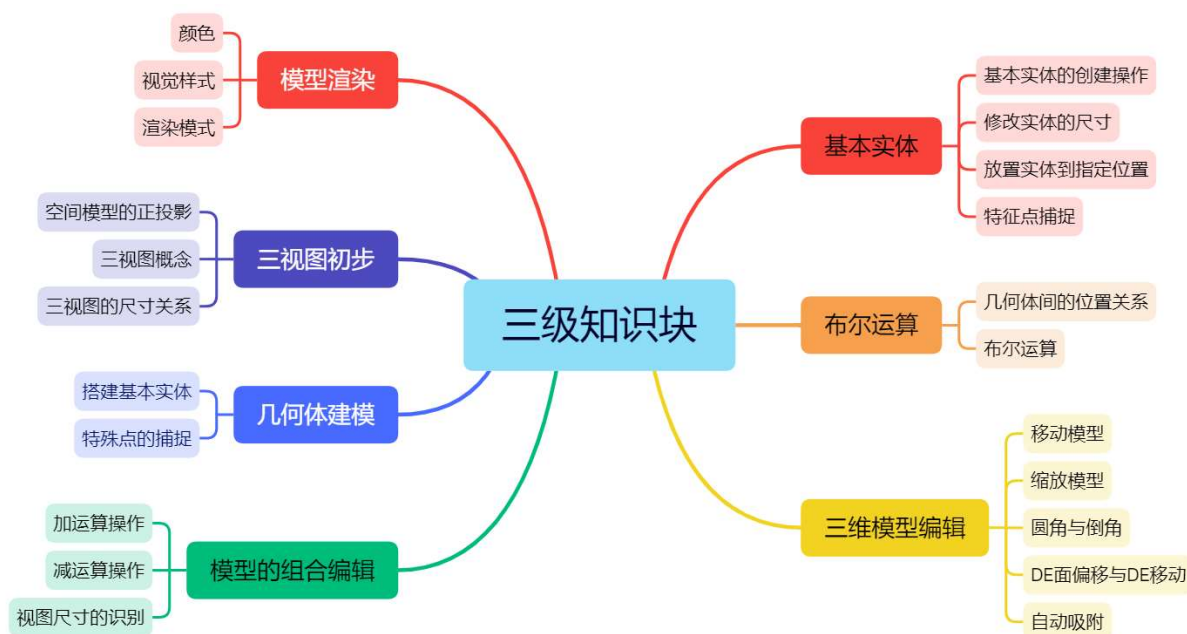 三级知识块
模型渲染
颜色
视觉样式
渲染模式
三视图初步
空间模型的正投影
三视图概念
三视图的尺寸关系
几何体建模
搭建基本实体
特殊点的捕捉
模型的组合编辑
加运算操作
减运算操作
视图尺寸的识别
基本实体
基本实体的创建操作
修改实体的尺寸
放置实体到指定位置
特征点捕捉
布尔运算
几何体间的位置关系
布尔运算
三维模型编辑
移动模型
缩放模型
圆角与倒角
DE面偏移与DE移动
自动吸附